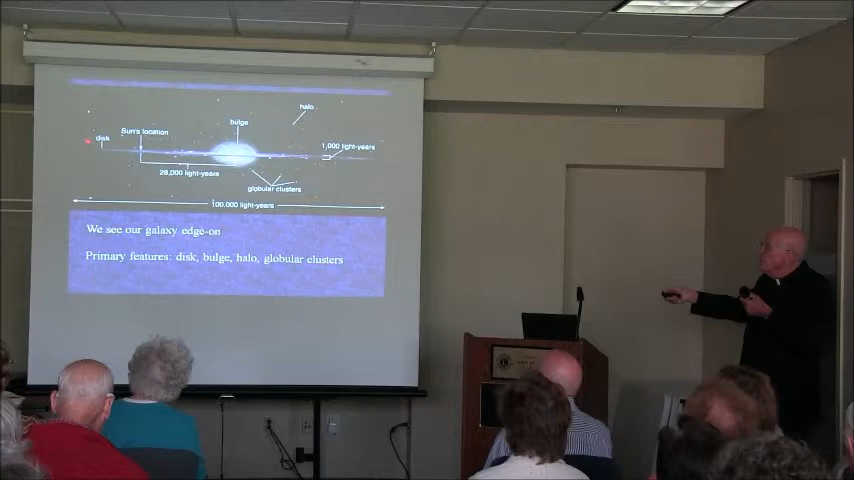 halo
bulge
Sun's location
disk
1,000 light-years
28,000 light-years
globular clusters
100,000 light-years
We see our galaxy edge-on
Primary features: disk, bulge, halo, globular clusters